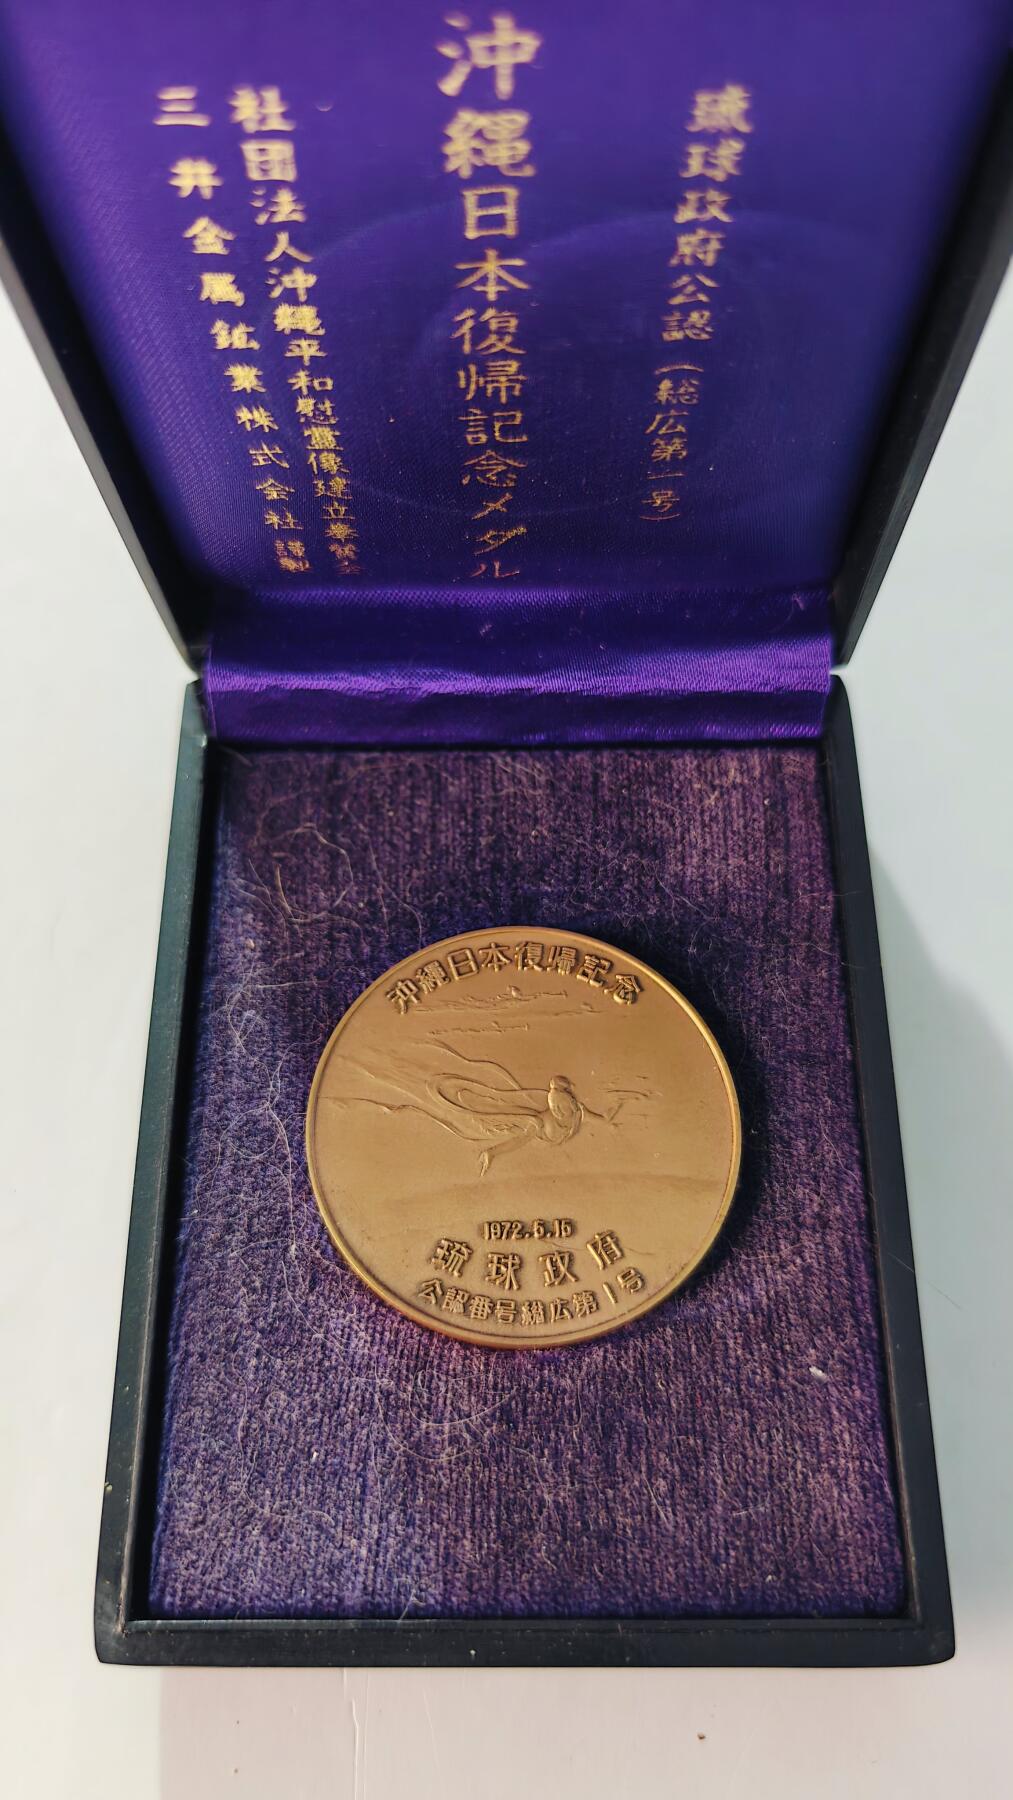 琉球政府公認(総広第一号)
沖縄日本復帰記念メダル
社団法人沖縄平和慰霊像建立奉賛会
三井金属鉱業株式会社謹製
沖縄日本復帰記念
1972.5.15
琉球政府
公認番号総広第1号